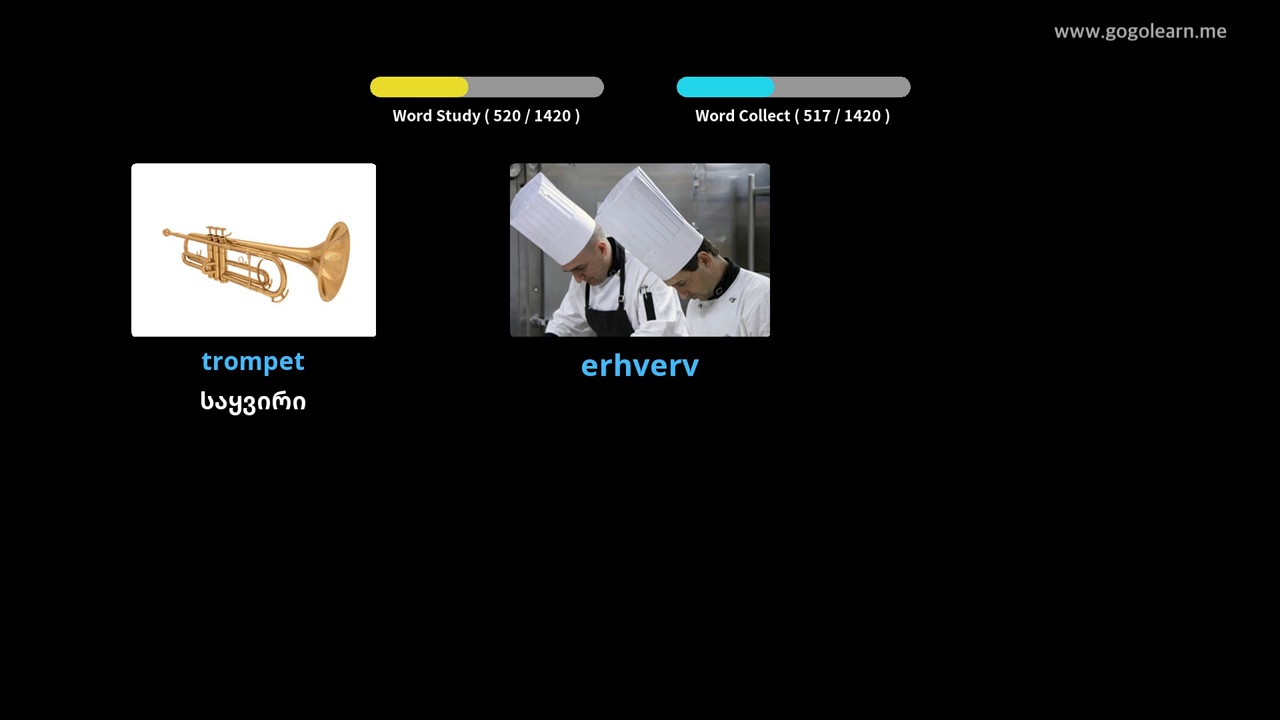 www.gogolearn.me
Word Study ( 520 / 1420 )
Word Collect ( 517 / 1420 )
trompet
საყვირი
erhverv